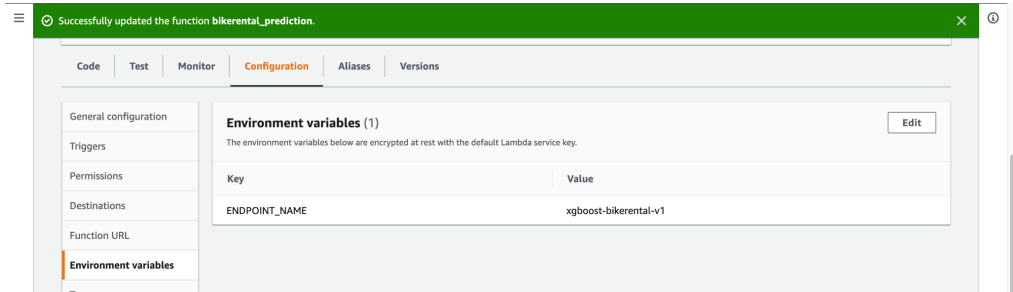 Successfully updated the function bikerental_prediction.
Code Test Monitor Configuration Aliases Versions
General configuration
Triggers
Permissions
Destinations
Function URL
Environment variables
Environment variables (1)
Edit
The environment variables below are encrypted at rest with the default Lambda service key.
Key Value
ENDPOINT_NAME xgboost-bikerental-v1